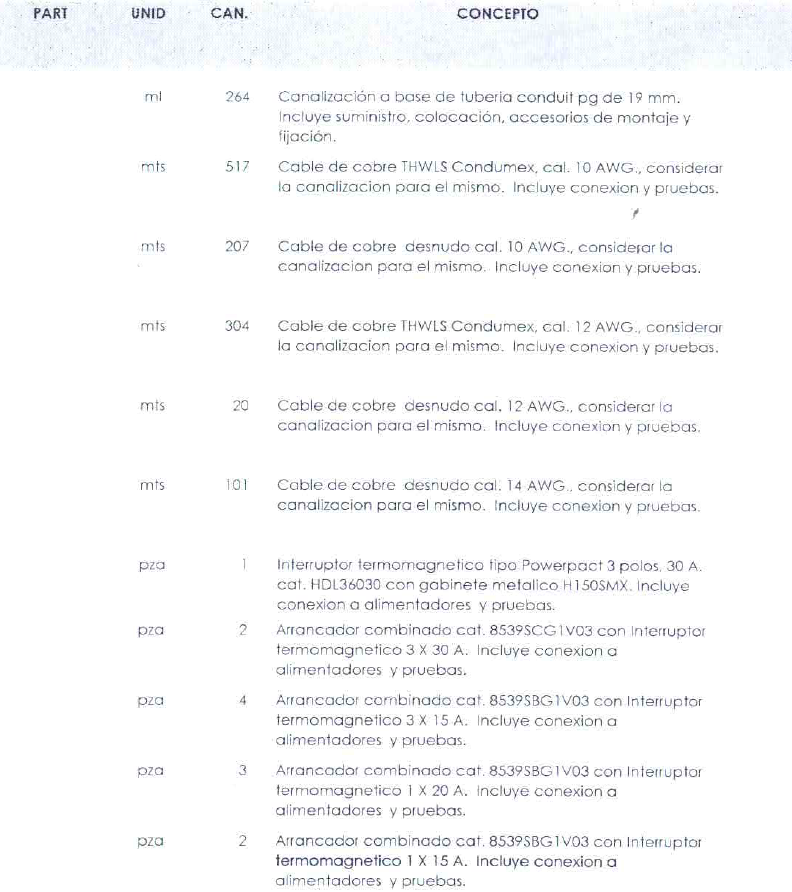 PART UNID CAN. CONCEPTO
ml 264 Canalización a base de tuberia conduit pg de 19 mm.
Incluye suministro, colocación, accesorios de montaje y
fijación.
mts 517 Cable de cobre THWLS Condumex, cal. 10 AWG., considerar
la canalizacion para el mismo. Incluye conexion y pruebas.
mts 207 Cable de cobre desnudo cal. 10 AWG., considerar la
canalizacion para el mismo. Incluye conexion y pruebas.
mts 304 Cable de cobre THWLS Condumex, cal. 12 AWG., considerar
la canalizacion para el mismo. Incluye conexion y pruebas.
mts 20 Cable de cobre desnudo cal. 12 AWG., considerar la
canalizacion para el mismo. Incluye conexion y pruebas.
mts 101 Cable de cobre desnudo cal. 14 AWG., considerar la
canalizacion para el mismo. Incluye conexion y pruebas.
pza 1 Interruptor termomagnetico tipo Powerpact 3 polos, 30 A.
cat. HDL36030 con gabinete metalico H150SMX. Incluye
conexion a alimentadores y pruebas.
pza 2 Arrancador combinado cat. 8539SCG1V03 con Interruptor
termomagnetico 3 X 30 A. Incluye conexion a
alimentadores y pruebas.
pza 4 Arrancador combinado cat. 8539SBG1V03 con Interruptor
termomagnetico 3 X 15 A. Incluye conexion a
alimentadores y pruebas.
pza 3 Arrancador combinado cat. 8539SBG1V03 con Interruptor
termomagnetico 1 X 20 A. Incluye conexion a
alimentadores y pruebas.
pza 2 Arrancador combinado cat. 8539SBG1V03 con Interruptor
termomagnetico 1 X 15 A. Incluye conexion a
alimentadores y pruebas.